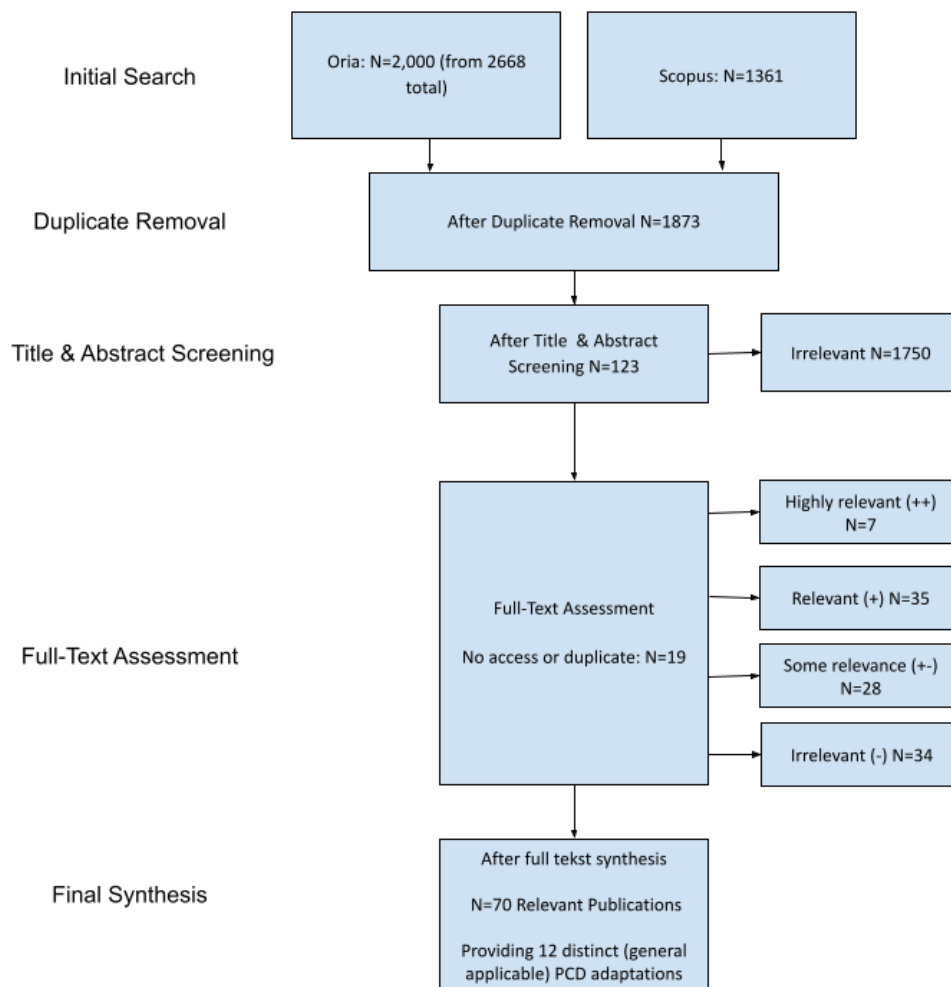 Initial Search
Oria: N=2,000 (from 2668
total)
Scopus: N=1361
Duplicate Removal
After Duplicate Removal N=1873
Title & Abstract Screening
After Title & Abstract
Screening N=123
Irrelevant N=1750
Full-Text Assessment
Full-Text Assessment
No access or duplicate: N=19
Highly relevant (++)
N=7
Relevant (+) N=35
Some relevance (+-)
N=28
Irrelevant (-) N=34
Final Synthesis
After full tekst synthesis
N=70 Relevant Publications
Providing 12 distinct (general
applicable) PCD adaptations